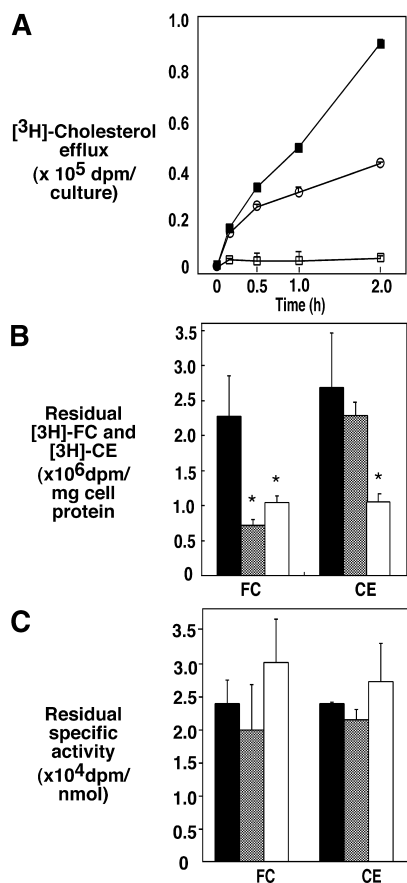 A
[3H]-Cholesterol
efflux
(x 105 dpm/
culture)
1.0
0.8
0.6
0.4
0.2
0
0 0.5 1.0 2.0
Time (h)
B
Residual
[3H]-FC and
[3H]-CE
(x106dpm/
mg cell
protein
3.5
3.0
2.5
2.0
1.5
1.0
0.5
0
* * *
FC CE
C
Residual
specific
activity
(x104dpm/
nmol)
3.5
3.0
2.5
2.0
1.5
1.0
0.5
0
FC CE